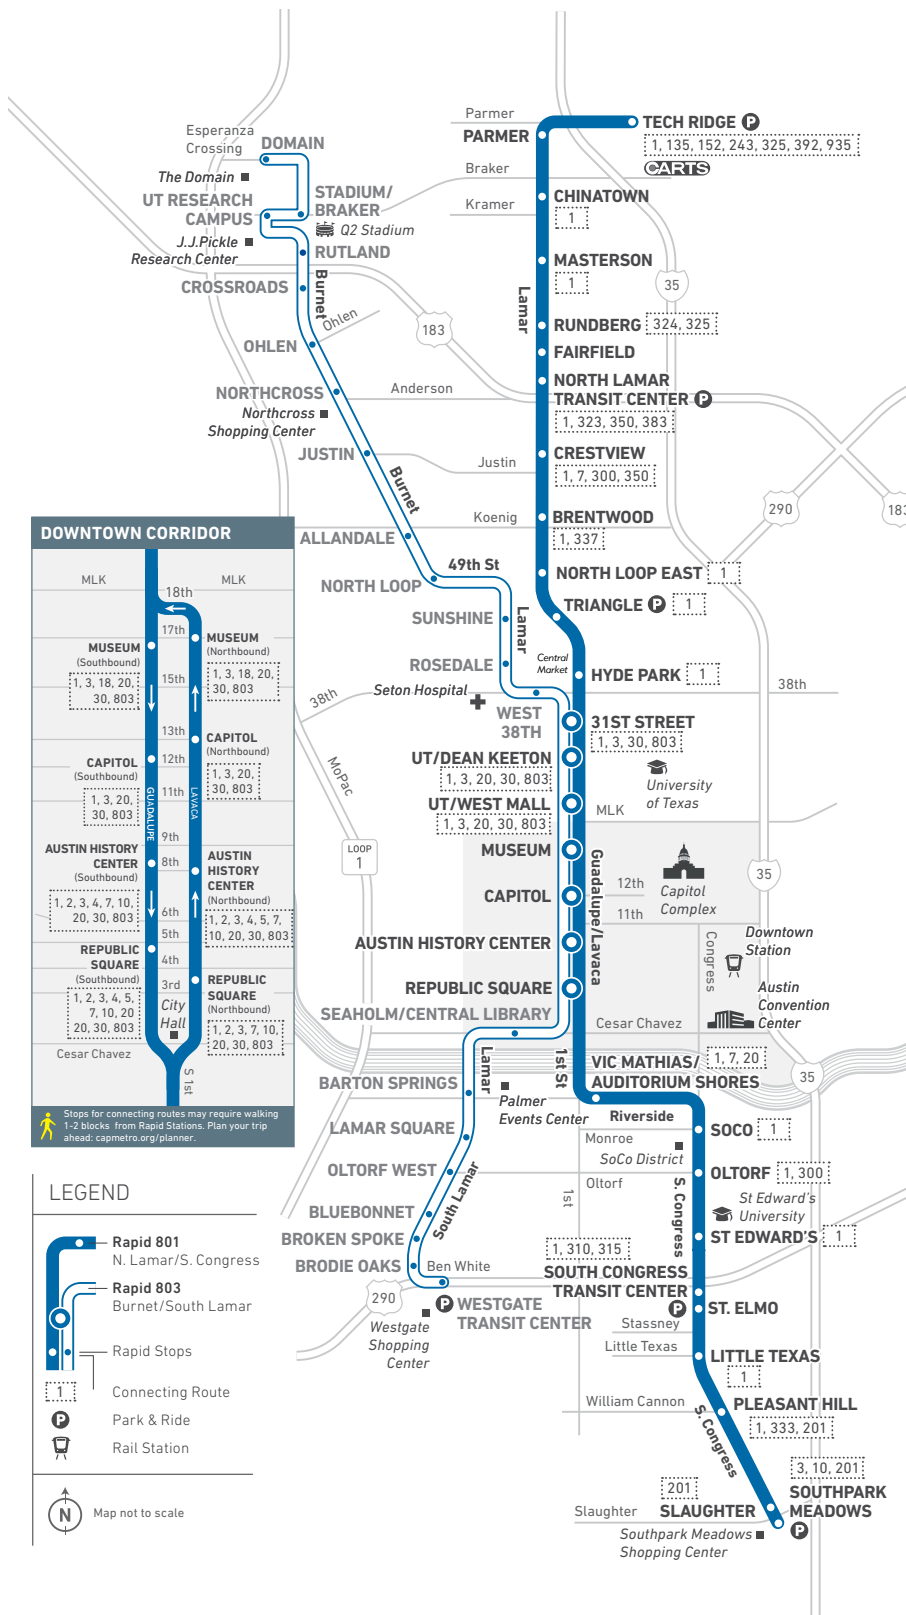 Parmer
TECH RIDGE P
PARMER
1, 135, 152, 243, 325, 392, 935
CARTS
Esperanza
Crossing
DOMAIN
The Domain
Braker
Kramer
CHINATOWN
1
UT RESEARCH
CAMPUS
STADIUM/
BRAKER
Q2 Stadium
J.J.Pickle
Research Center
RUTLAND
MASTERSON
1
CROSSROADS
Burnet
Lamar
35
RUNDBERG
324, 325
Ohlen
183
OHLEN
FAIRFIELD
NORTHCROSS
Anderson
NORTH LAMAR
TRANSIT CENTER P
1, 323, 350, 383
Northcross
Shopping Center
JUSTIN
Justin
CRESTVIEW
1, 7, 300, 350
Burnet
290
183
Koenig
BRENTWOOD
1, 337
ALLANDALE
49th St
NORTH LOOP
NORTH LOOP EAST
1
SUNSHINE
Lamar
TRIANGLE P
1
ROSEDALE
Central
Market
HYDE PARK
1
38th
Seton Hospital
38th
WEST
38TH
31ST STREET
1, 3, 30, 803
MoPac
UT/DEAN KEETON
1, 3, 20, 30, 803
University
of Texas
UT/WEST MALL
1, 3, 20, 30, 803
MLK
MUSEUM
LOOP
1
Guadalupe/Lavaca
35
CAPITOL
12th
11th
Capitol
Complex
AUSTIN HISTORY CENTER
Congress
Downtown
Station
REPUBLIC SQUARE
Austin
Convention
Center
SEAHOLM/CENTRAL LIBRARY
Cesar Chavez
Lamar
1st St
VIC MATHIAS/
AUDITORIUM SHORES
1, 7, 20
35
BARTON SPRINGS
Palmer
Events Center
Riverside
LAMAR SQUARE
Monroe
SOCO
1
SoCo District
OLTORF WEST
Oltorf
OLTORF
1, 300
South Lamar
1st
S. Congress
St Edward's
University
BLUEBONNET
BROKEN SPOKE
ST EDWARD'S
1
1, 310, 315
BRODIE OAKS
Ben White
SOUTH CONGRESS
TRANSIT CENTER
290
P WESTGATE
TRANSIT CENTER
P
ST. ELMO
Westgate
Shopping
Center
Stassney
Little Texas
LITTLE TEXAS
1
William Cannon
PLEASANT HILL
1, 333, 201
S. Congress
3, 10, 201
201
SOUTHPARK
MEADOWS
P
Slaughter
SLAUGHTER
Southpark Meadows
Shopping Center
DOWNTOWN CORRIDOR
MLK
MLK
18th
17th
MUSEUM
(Southbound)
1, 3, 18, 20,
30, 803
MUSEUM
(Northbound)
1, 3, 18, 20,
30, 803
15th
13th
CAPITOL
(Southbound)
1, 3, 20,
30, 803
12th
CAPITOL
(Northbound)
1, 3, 20,
30, 803
11th
GUADALUPE
LAVACA
9th
AUSTIN HISTORY
CENTER
(Southbound)
1, 2, 3, 4, 7, 10,
20, 30, 803
8th
AUSTIN
HISTORY
CENTER
(Northbound)
1, 2, 3, 4, 5, 7,
10, 20, 30, 803
6th
5th
REPUBLIC
SQUARE
(Southbound)
1, 2, 3, 4, 5,
7, 10, 20
20, 30, 803
4th
3rd
REPUBLIC
SQUARE
(Northbound)
1, 2, 3, 7, 10,
20, 30, 803
City
Hall
Cesar Chavez
S 1st
Stops for connecting routes may require walking
1-2 blocks from Rapid Stations. Plan your trip
ahead: capmetro.org/planner.
LEGEND
Rapid 801
N. Lamar/S. Congress
Rapid 803
Burnet/South Lamar
Rapid Stops
1
Connecting Route
P
Park & Ride
Rail Station
N
Map not to scale